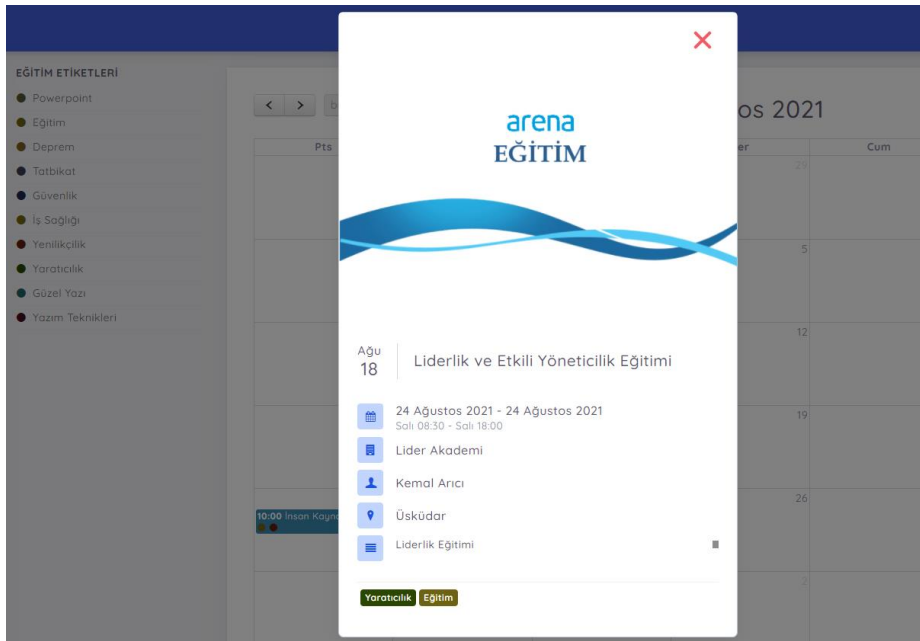 EĞİTİM ETİKETLERİ
Powerpoint
Eğitim
Deprem
Tatbikat
Güvenlik
İş Sağlığı
Yenilikçilik
Yaratıcılık
Güzel Yazı
Yazım Teknikleri
os 2021
Pts
er
Cum
29
5
12
19
26
2
10:00 İnsan Kayna
arena
EĞİTİM
Ağu
18
Liderlik ve Etkili Yöneticilik Eğitimi
24 Ağustos 2021 - 24 Ağustos 2021
Salı 08:30 - Salı 18:00
Lider Akademi
Kemal Arıcı
Üsküdar
Liderlik Eğitimi
Yaratıcılık Eğitim